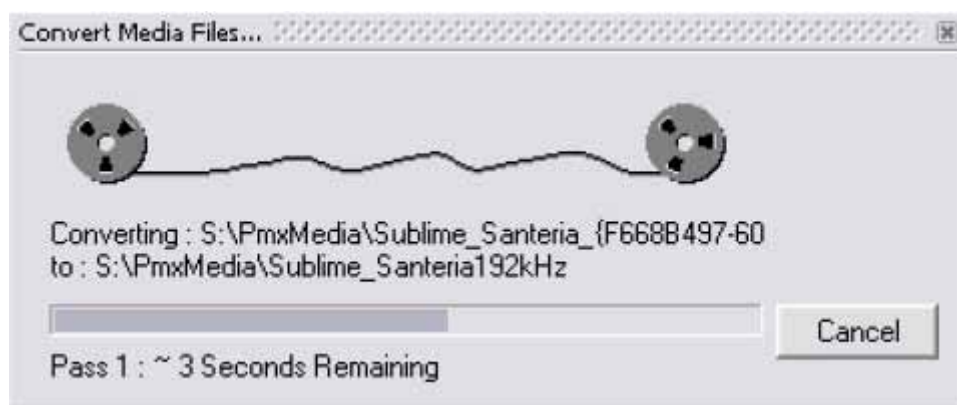 Convert Media Files...
Converting : S:\PmxMedia\Sublime_Santeria_{F668B497-60
to : S:\PmxMedia\Sublime_Santeria192kHz
Cancel
Pass 1 : ~ 3 Seconds Remaining